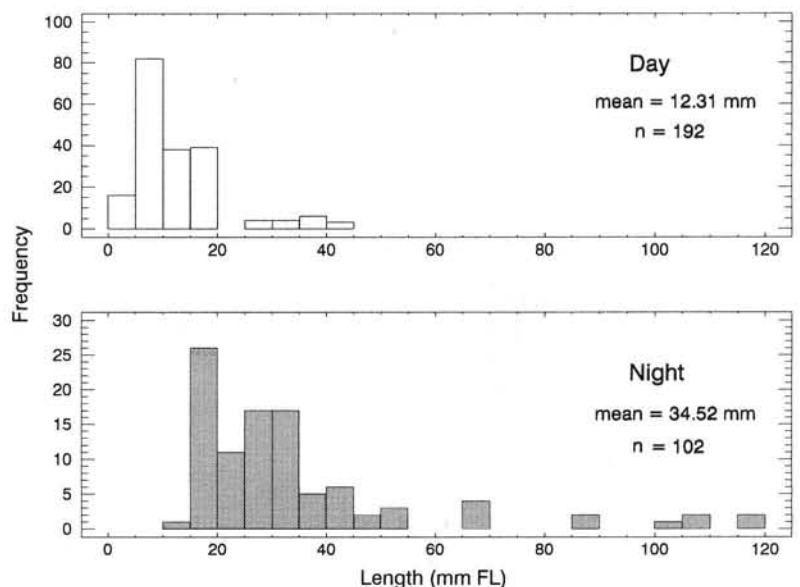 100
80
60
40
20
0
Day
mean = 12.31 mm
n = 192
0 20 40 60 80 100 120
Frequency
30
25
20
15
10
5
0
Night
mean = 34.52 mm
n = 102
0 20 40 60 80 100 120
Length (mm FL)